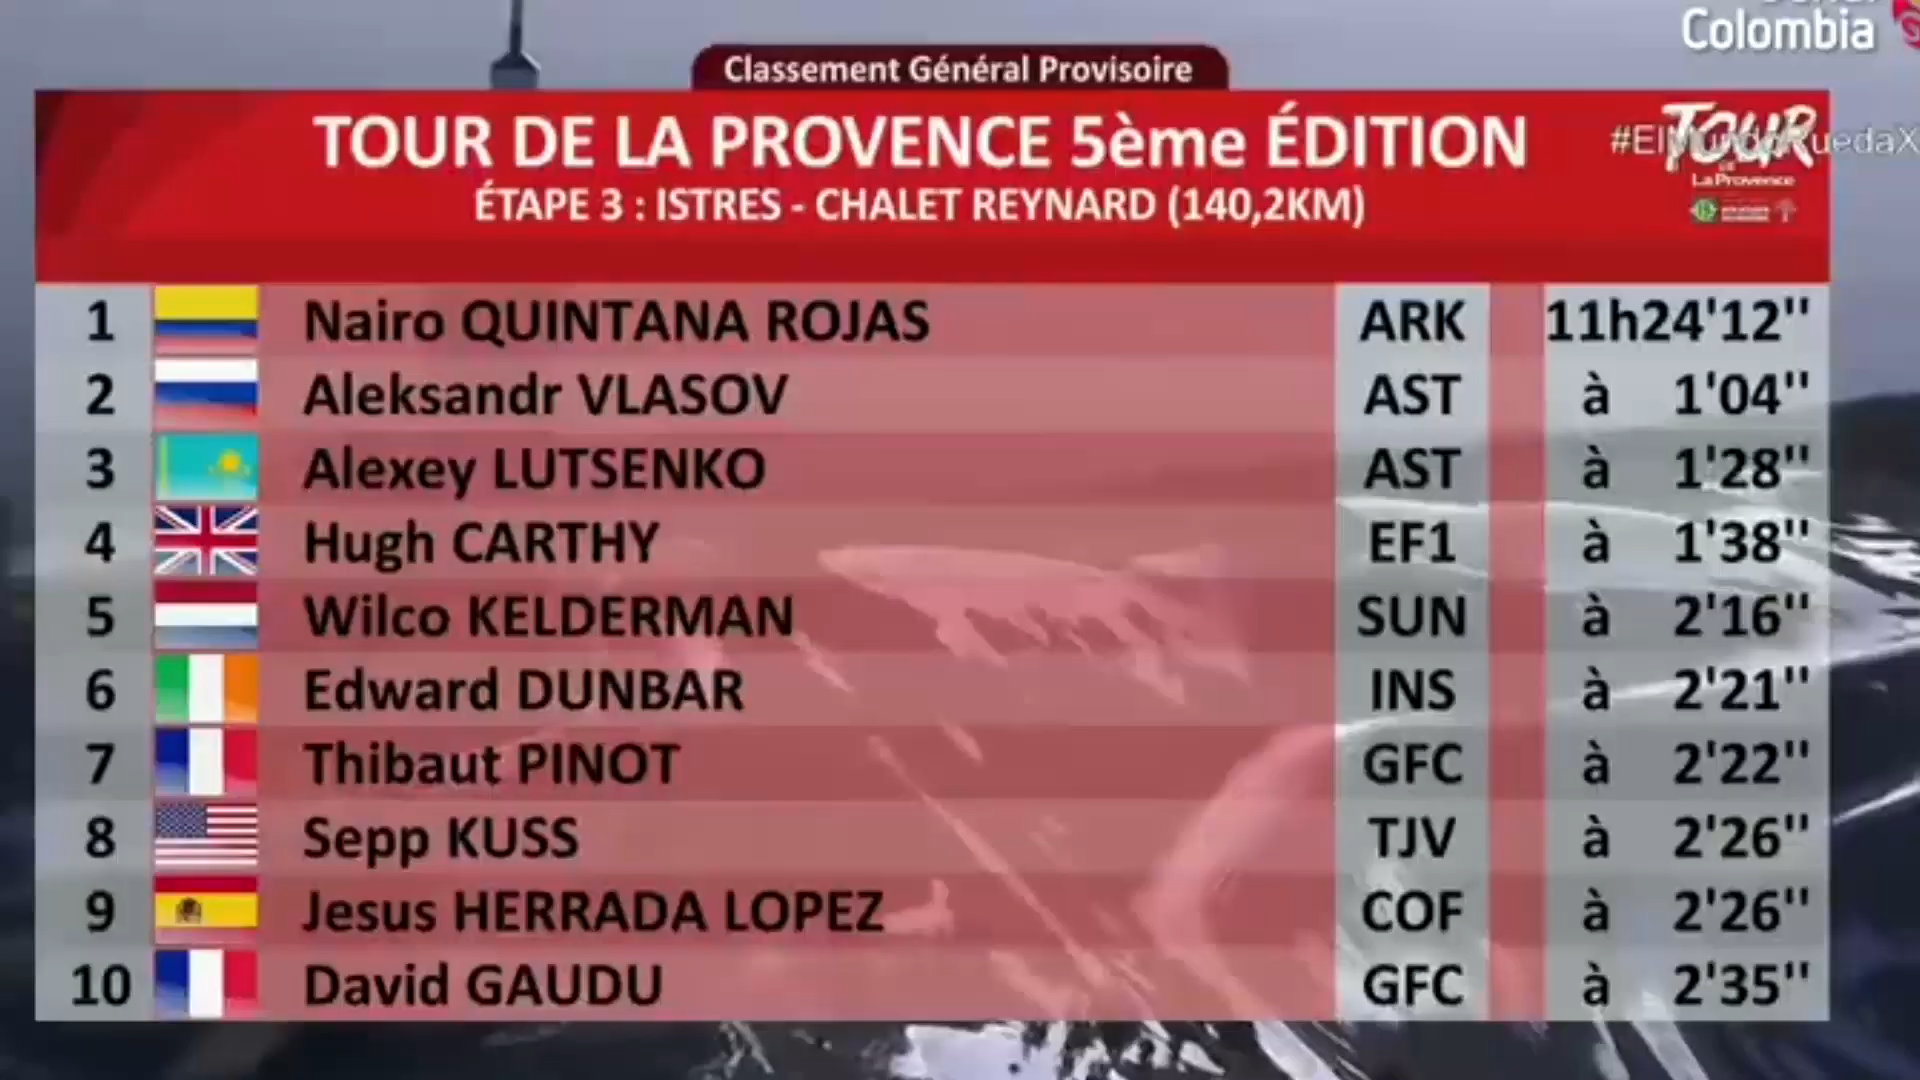 Colombia
Classement Général Provisoire
TOUR DE LA PROVENCE 5ème ÉDITION
ÉTAPE 3 : ISTRES - CHALET REYNARD (140,2KM)
TOUR
La Provence
1 Nairo QUINTANA ROJAS ARK 11h24'12''
2 Aleksandr VLASOV AST à 1'04''
3 Alexey LUTSENKO AST à 1'28''
4 Hugh CARTHY EF1 à 1'38''
5 Wilco KELDERMAN SUN à 2'16''
6 Edward DUNBAR INS à 2'21''
7 Thibaut PINOT GFC à 2'22''
8 Sepp KUSS TJV à 2'26''
9 Jesus HERRADA LOPEZ COF à 2'26''
10 David GAUDU GFC à 2'35''